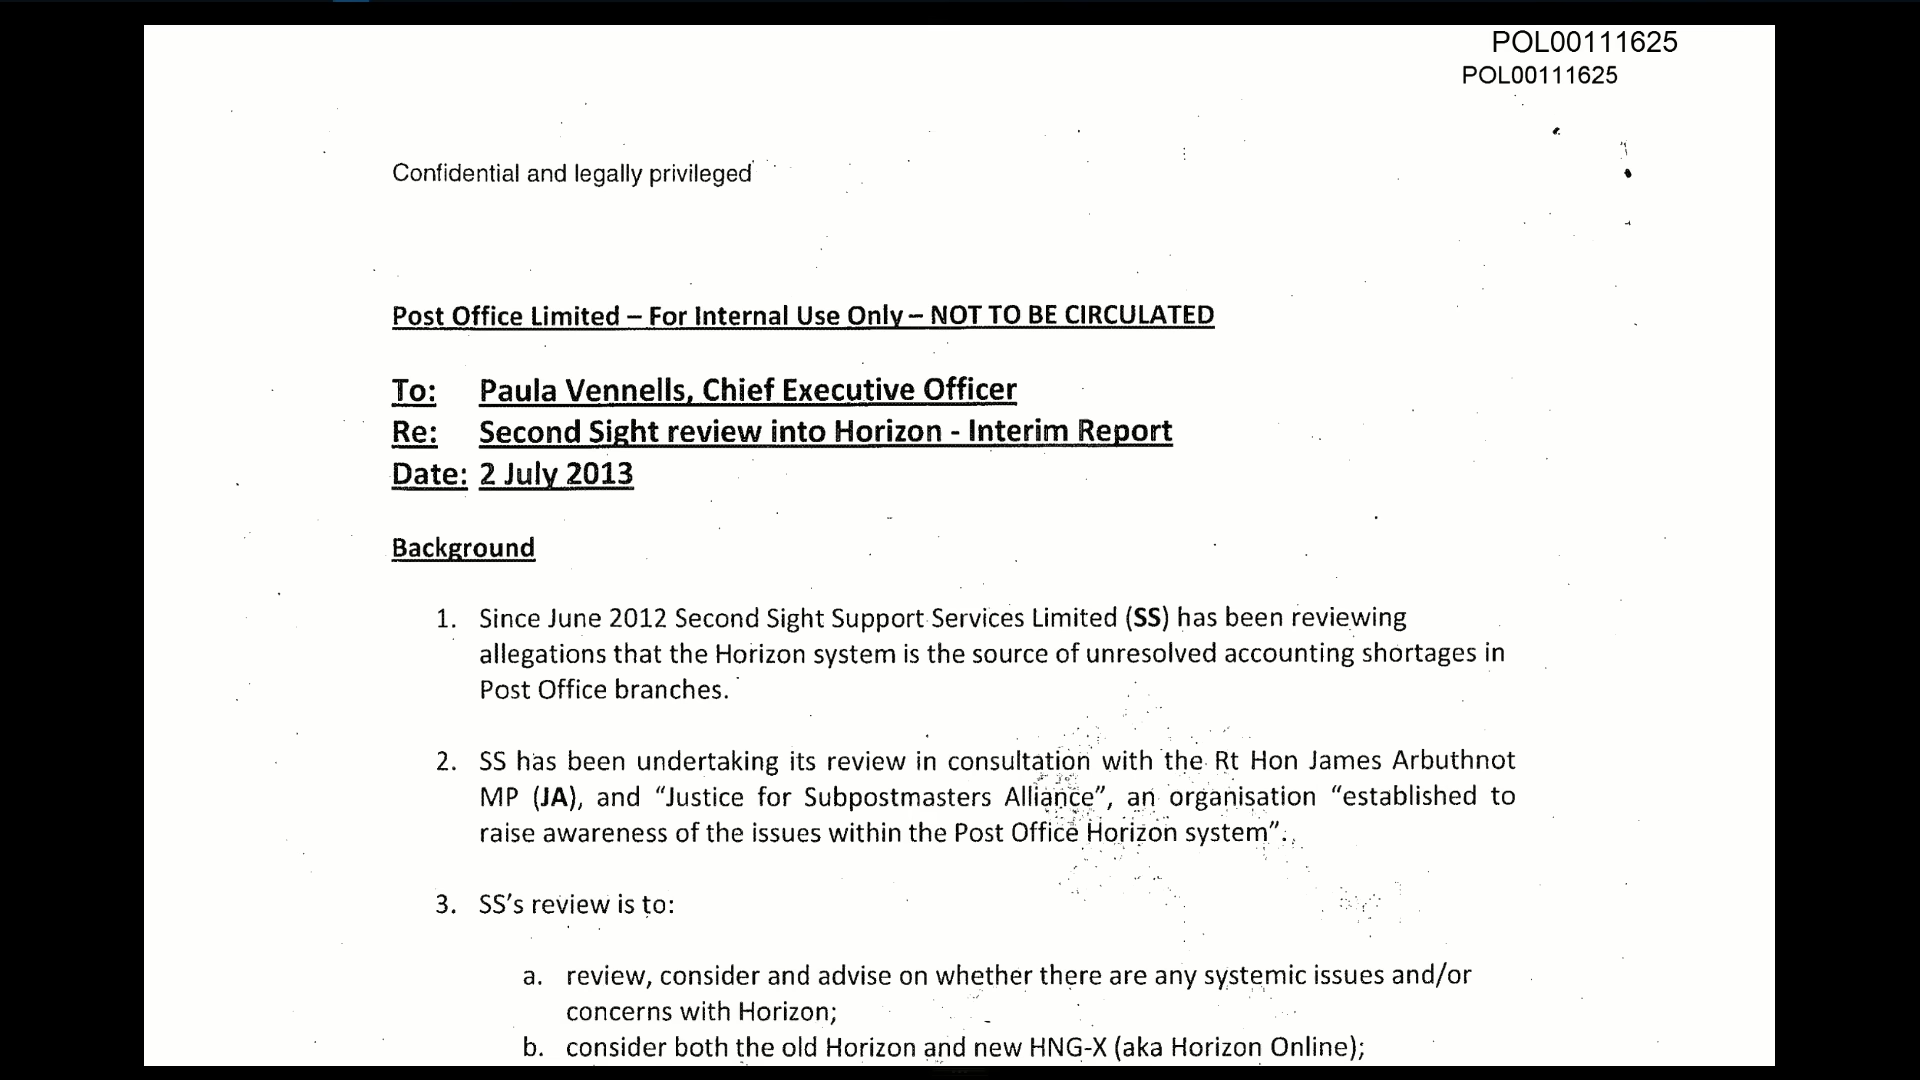 POL00111625
POL00111625
Confidential and legally privileged
Post Office Limited – For Internal Use Only – NOT TO BE CIRCULATED
To: Paula Vennells, Chief Executive Officer
Re: Second Sight review into Horizon - Interim Report
Date: 2 July 2013
Background
1. Since June 2012 Second Sight Support Services Limited (SS) has been reviewing
allegations that the Horizon system is the source of unresolved accounting shortages in
Post Office branches.
2. SS has been undertaking its review in consultation with the Rt Hon James Arbuthnot
MP (JA), and “Justice for Subpostmasters Alliance”, an organisation “established to
raise awareness of the issues within the Post Office Horizon system”.
3. SS’s review is to:
a. review, consider and advise on whether there are any systemic issues and/or
concerns with Horizon;
b. consider both the old Horizon and new HNG-X (aka Horizon Online);